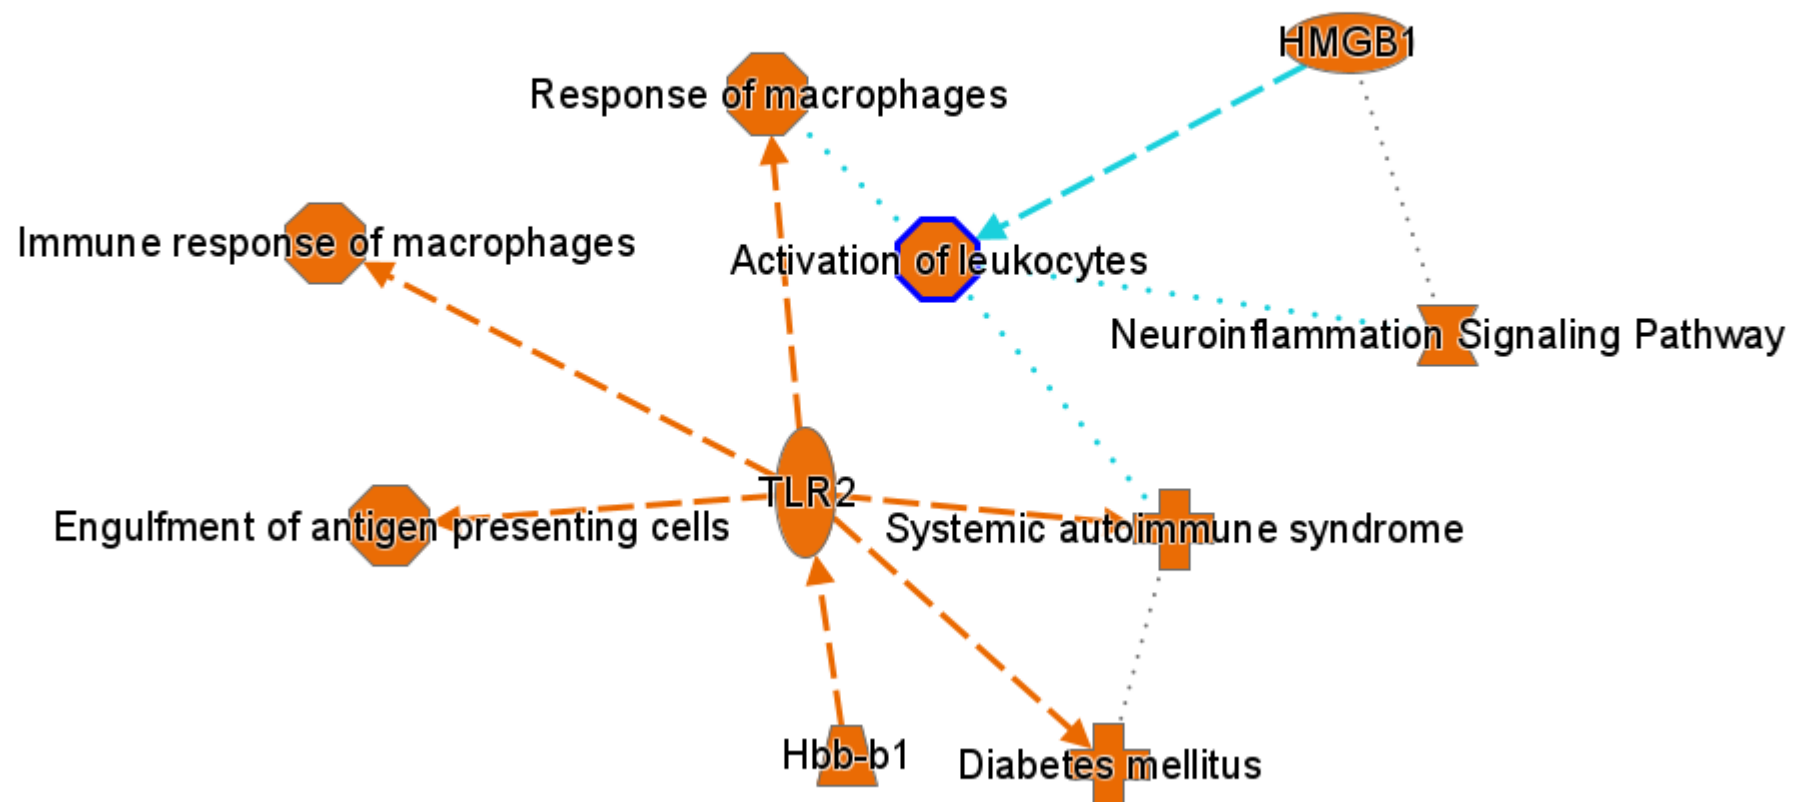 HMGB1
Response of macrophages
Immune response of macrophages
Activation of leukocytes
Neuroinflammation Signaling Pathway
TLR2
Engulfment of antigen presenting cells
Systemic autoimmune syndrome
Hbb-b1
Diabetes mellitus